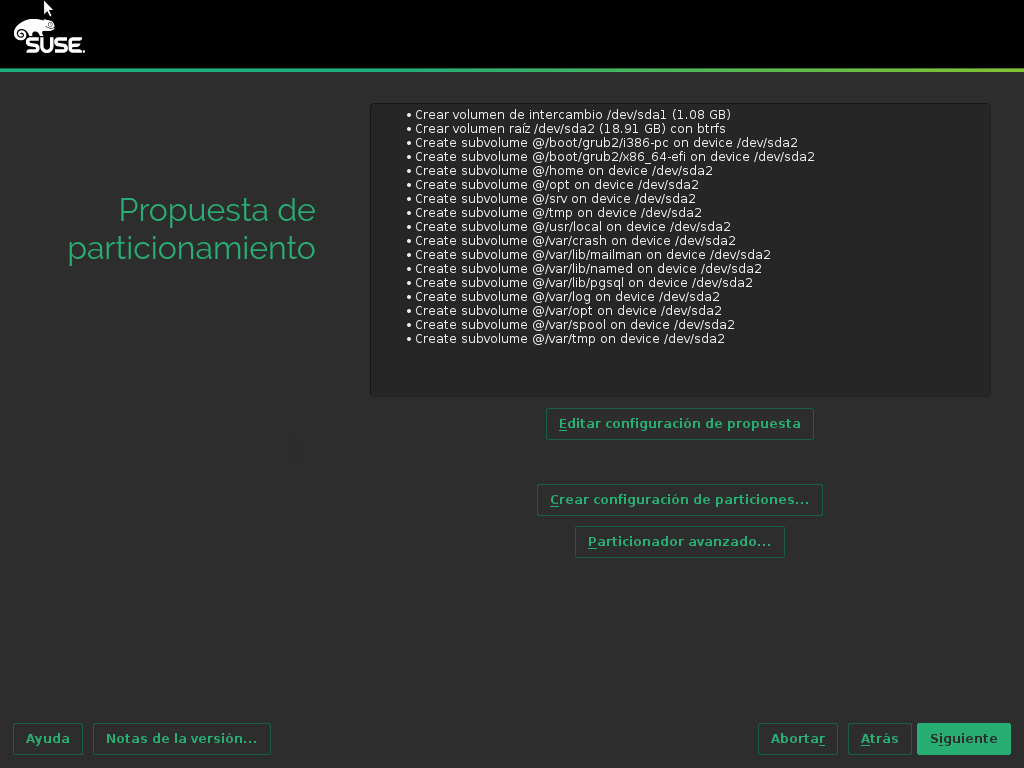 SUSE.
Propuesta de
particionamiento
• Crear volumen de intercambio /dev/sda1 (1.08 GB)
• Crear volumen raíz /dev/sda2 (18.91 GB) con btrfs
• Create subvolume @/boot/grub2/i386-pc on device /dev/sda2
• Create subvolume @/boot/grub2/x86_64-efi on device /dev/sda2
• Create subvolume @/home on device /dev/sda2
• Create subvolume @/opt on device /dev/sda2
• Create subvolume @/srv on device /dev/sda2
• Create subvolume @/tmp on device /dev/sda2
• Create subvolume @/usr/local on device /dev/sda2
• Create subvolume @/var/crash on device /dev/sda2
• Create subvolume @/var/lib/mailman on device /dev/sda2
• Create subvolume @/var/lib/named on device /dev/sda2
• Create subvolume @/var/lib/pgsql on device /dev/sda2
• Create subvolume @/var/log on device /dev/sda2
• Create subvolume @/var/opt on device /dev/sda2
• Create subvolume @/var/spool on device /dev/sda2
• Create subvolume @/var/tmp on device /dev/sda2
Editar configuración de propuesta
Crear configuración de particiones...
Particionador avanzado...
Ayuda Notas de la versión... Abortar Atrás Siguiente